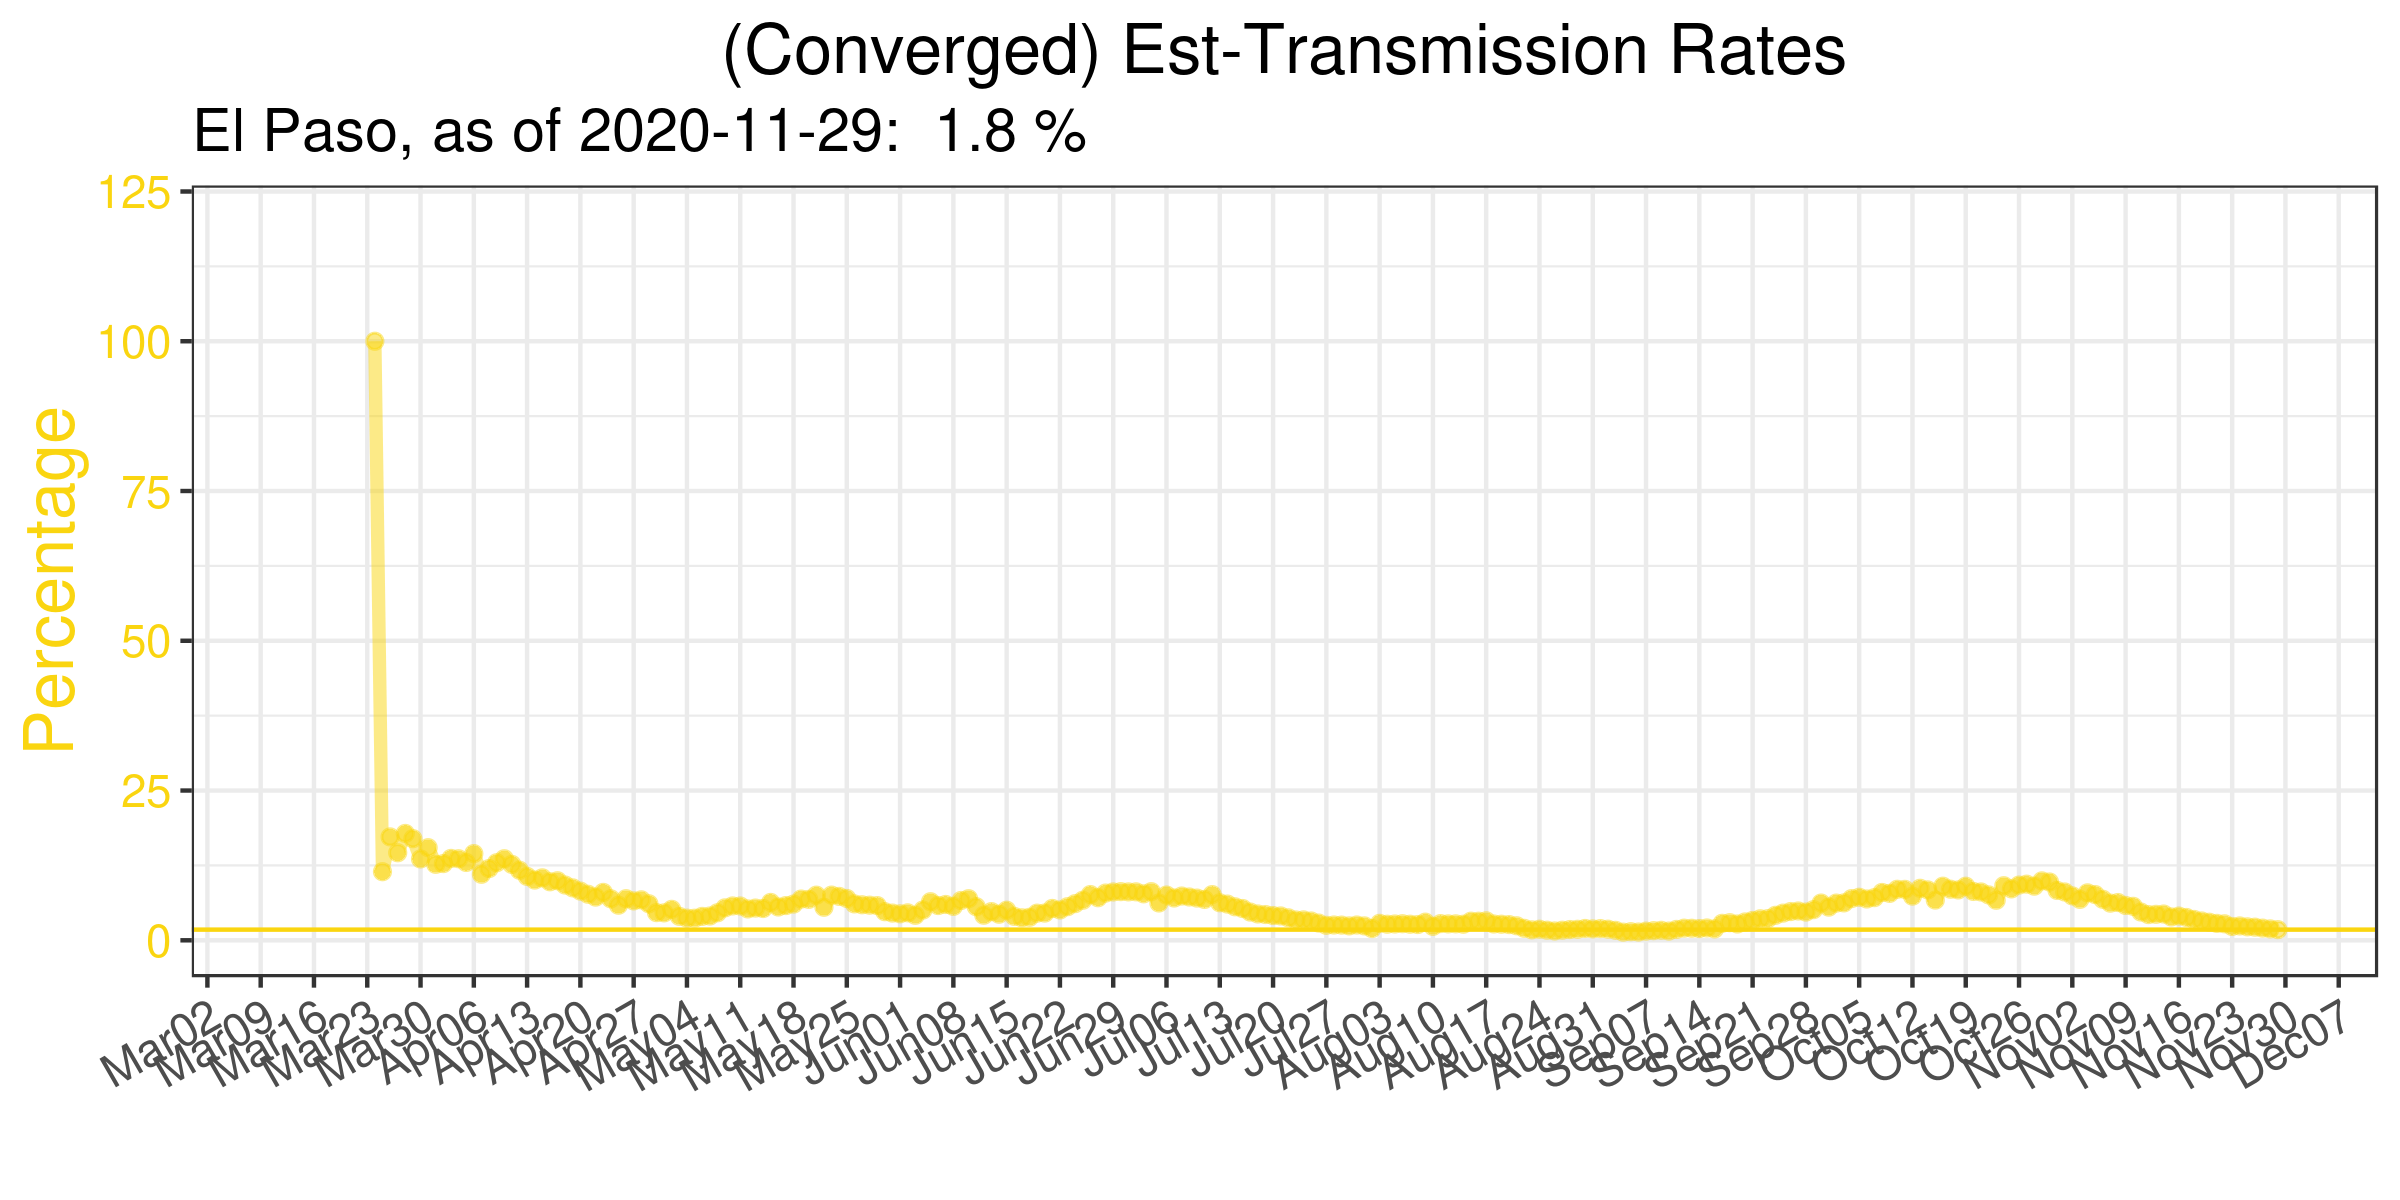 (Converged) Est-Transmission Rates
El Paso, as of 2020-11-29:  1.8 %
Percentage
125
100
75
50
25
0
Mar02
Mar09
Mar16
Mar23
Mar30
Apr06
Apr13
Apr20
Apr27
May04
May11
May18
May25
Jun01
Jun08
Jun15
Jun22
Jun29
Jul06
Jul13
Jul20
Jul27
Aug03
Aug10
Aug17
Aug24
Aug31
Sep07
Sep14
Sep21
Sep28
Oct05
Oct12
Oct19
Oct26
Nov02
Nov09
Nov16
Nov23
Nov30
Dec07